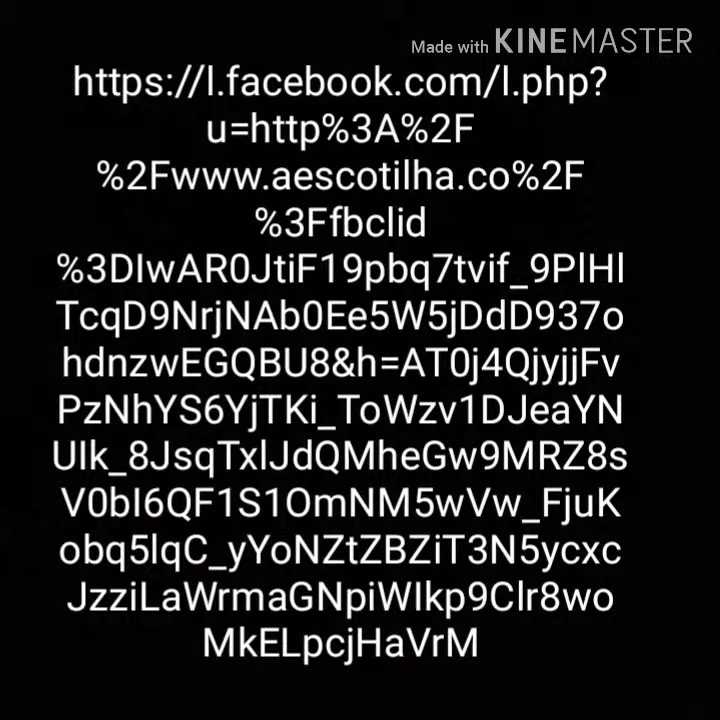 Made with KINEMASTER
https://l.facebook.com/l.php?
u=http%3A%2F
%2Fwww.aescotilha.co%2F
%3Ffbclid
%3DIwAR0JtiF19pbq7tvif_9PlHl
TcqD9NrjNAb0Ee5W5jDdD937o
hdnzwEGQBU8&h=AT0j4QjyjjFv
PzNhYS6YjTKi_ToWzv1DJeaYN
UIk_8JsqTxlJdQMheGw9MRZ8s
V0bI6QF1S1OmNM5wVw_FjuK
obq5lqC_yYoNZtZBZiT3N5ycxc
JzziLaWrmaGNpiWIkp9Clr8wo
MkELpcjHaVrM